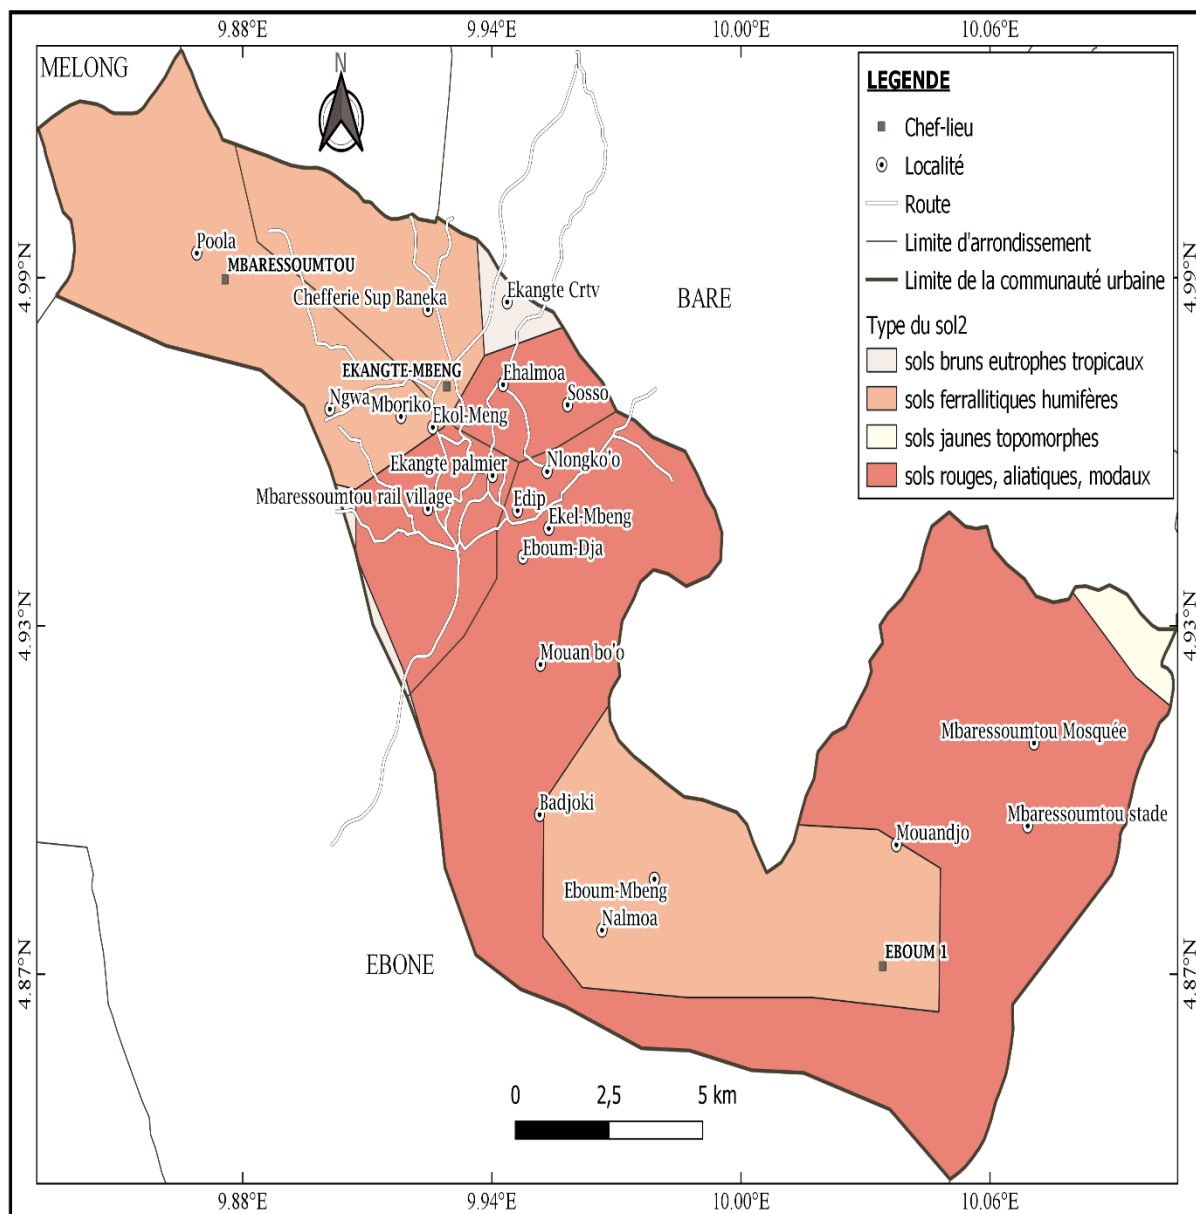 9.88°E
9.94°E
10.00°E
10.06°E
MELONG
N
LEGENDE
Chef-lieu
Localité
Route
Limite d'arrondissement
Limite de la communauté urbaine
Type du sol2
sols bruns eutrophes tropicaux
sols ferrallitiques humifères
sols jaunes topomorphes
sols rouges, aliatiques, modaux
Poola
MBARESSOUMTOU
4.99°N
4.99°N
Chefferie Sup Baneka
Ekangte Crtv
BARE
EKANGTE-MBENG
Ehalmoa
Sosso
Ngwa
Mboriko
Ekol-Meng
Ekangte palmier
Nlongko'o
Mbaressoumtou rail village
Edip
Ekel-Mbeng
Eboum-Dja
4.93°N
4.93°N
Mouan bo'o
Mbaressoumtou Mosquée
Badjoki
Mbaressoumtou stade
Mouandjo
Eboum-Mbeng
Nalmoa
EBOUM 1
EBONE
4.87°N
4.87°N
0
2,5
5 km
9.88°E
9.94°E
10.00°E
10.06°E